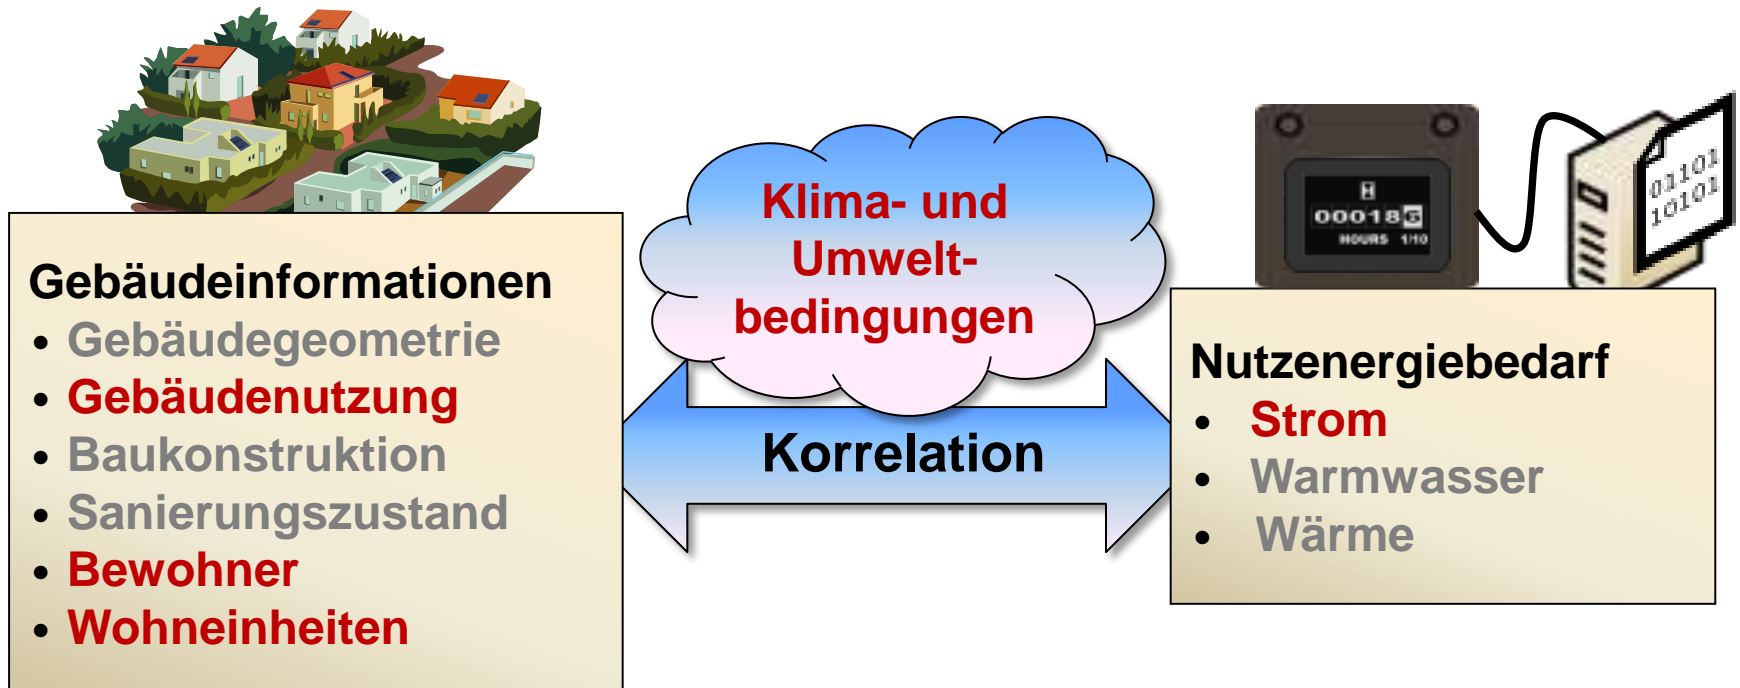 Gebäudeinformationen
• Gebäudegeometrie
• Gebäudenutzung
• Baukonstruktion
• Sanierungszustand
• Bewohner
• Wohneinheiten
Klima- und
Umwelt-
bedingungen
Korrelation
00018
HOURS 1/10
01101
10101
Nutzenergiebedarf
• Strom
• Warmwasser
• Wärme